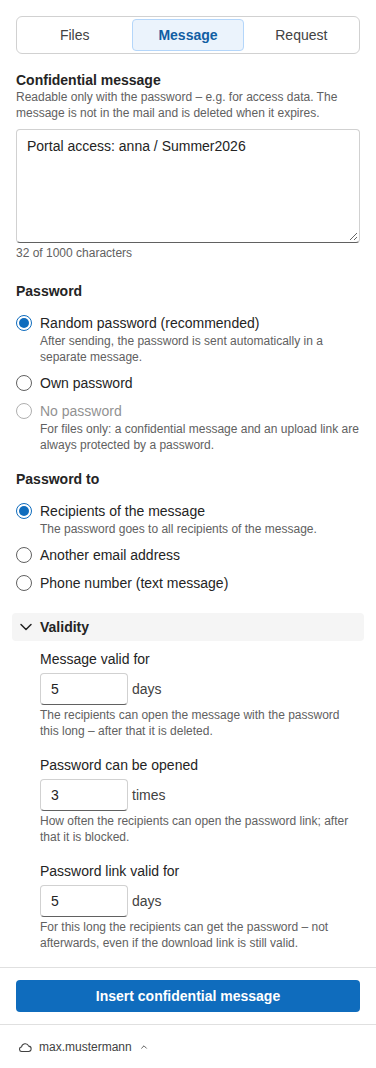 Files
Message
Request
Confidential message
Readable only with the password – e.g. for access data. The
message is not in the mail and is deleted when it expires.
Portal access: anna / Summer2026
32 of 1000 characters
Password
Random password (recommended)
After sending, the password is sent automatically in a
separate message.
Own password
No password
For files only: a confidential message and an upload link are
always protected by a password.
Password to
Recipients of the message
The password goes to all recipients of the message.
Another email address
Phone number (text message)
Validity
Message valid for
5 days
The recipients can open the message with the password
this long – after that it is deleted.
Password can be opened
3 times
How often the recipients can open the password link; after
that it is blocked.
Password link valid for
5 days
For this long the recipients can get the password – not
afterwards, even if the download link is still valid.
Insert confidential message
max.mustermann